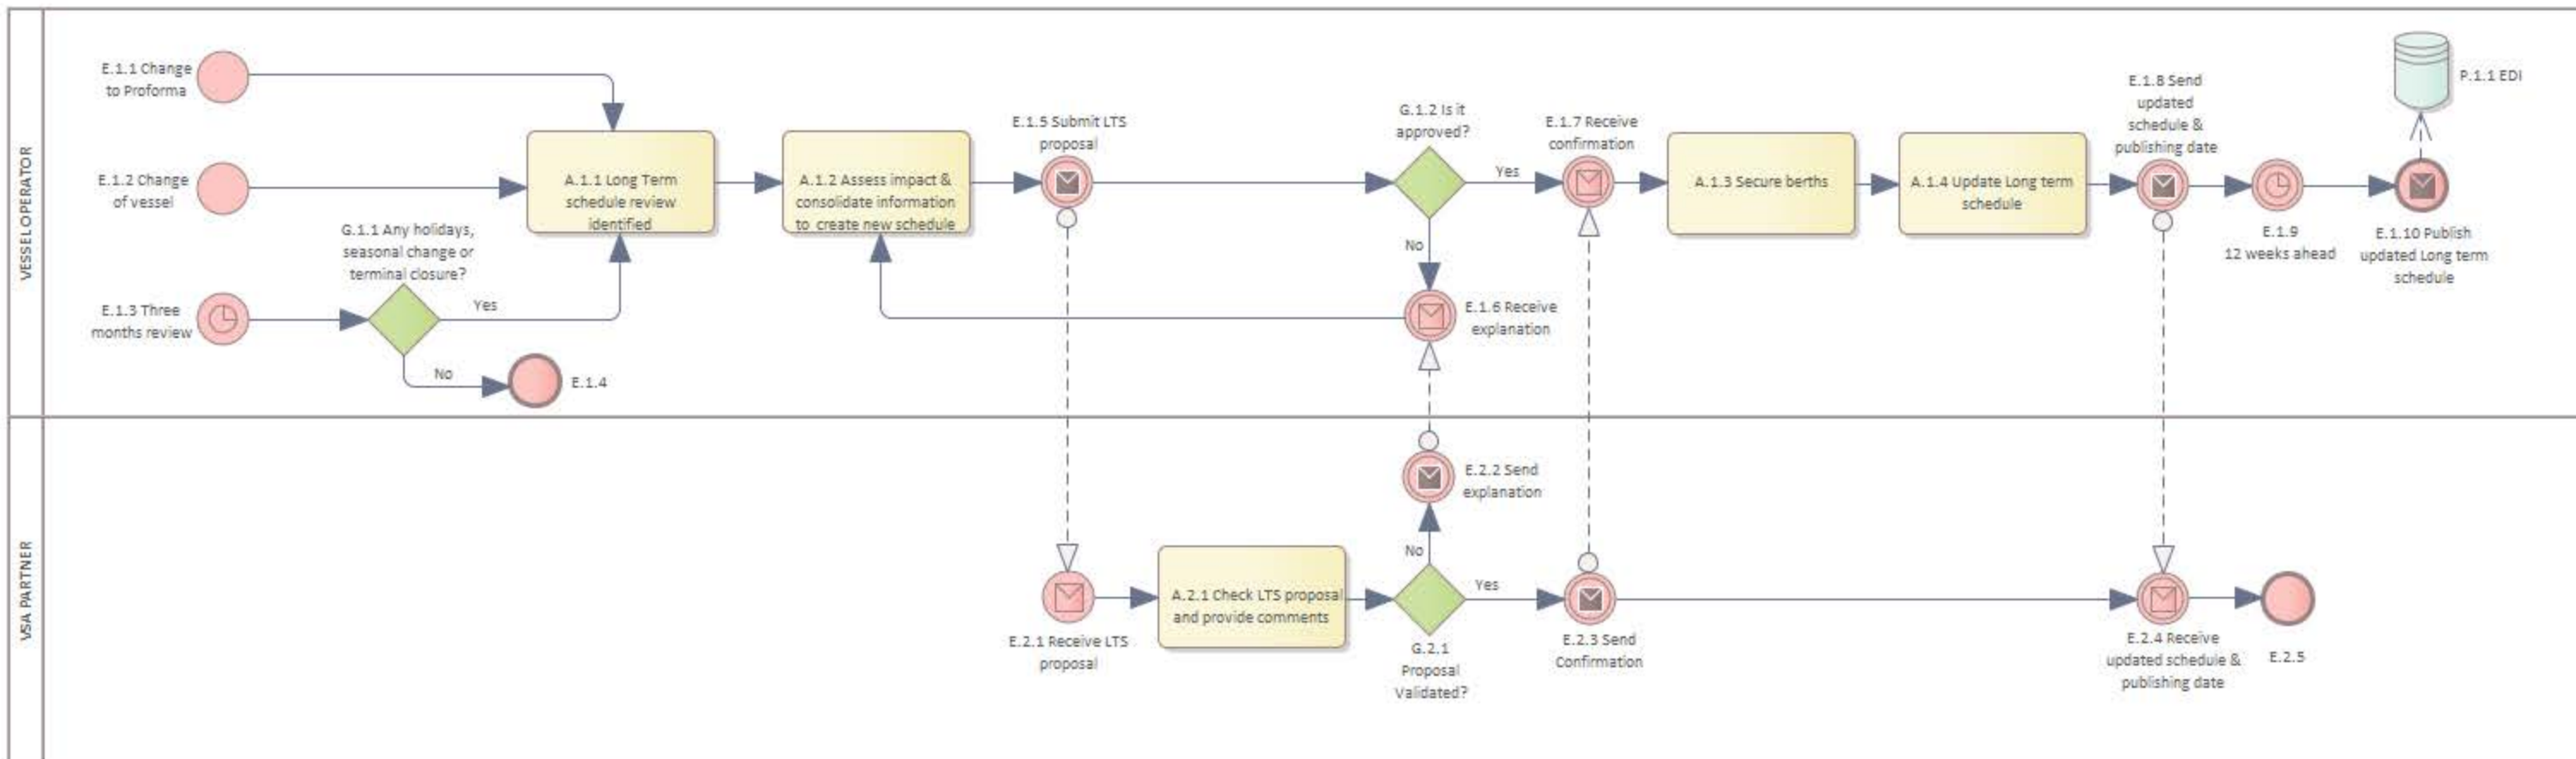 VESSEL OPERATOR
E.1.1 Change
to Proforma
E.1.2 Change
of vessel
G.1.1 Any holidays,
seasonal change or
terminal closure?
E.1.3 Three
months review
Yes
No
E.1.4
A.1.1 Long Term
schedule review
identified
A.1.2 Assess impact &
consolidate information
to create new schedule
E.1.5 Submit LTS
proposal
G.1.2 Is it
approved?
Yes
No
E.1.6 Receive
explanation
E.1.7 Receive
confirmation
A.1.3 Secure berths
A.1.4 Update Long term
schedule
E.1.8 Send
updated
schedule &
publishing date
E.1.9
12 weeks ahead
P.1.1 EDI
E.1.10 Publish
updated Long term
schedule
VSA PARTNER
E.2.1 Receive LTS
proposal
A.2.1 Check LTS proposal
and provide comments
E.2.2 Send
explanation
No
Yes
G.2.1
Proposal
Validated?
E.2.3 Send
Confirmation
E.2.4 Receive
updated schedule &
publishing date
E.2.5